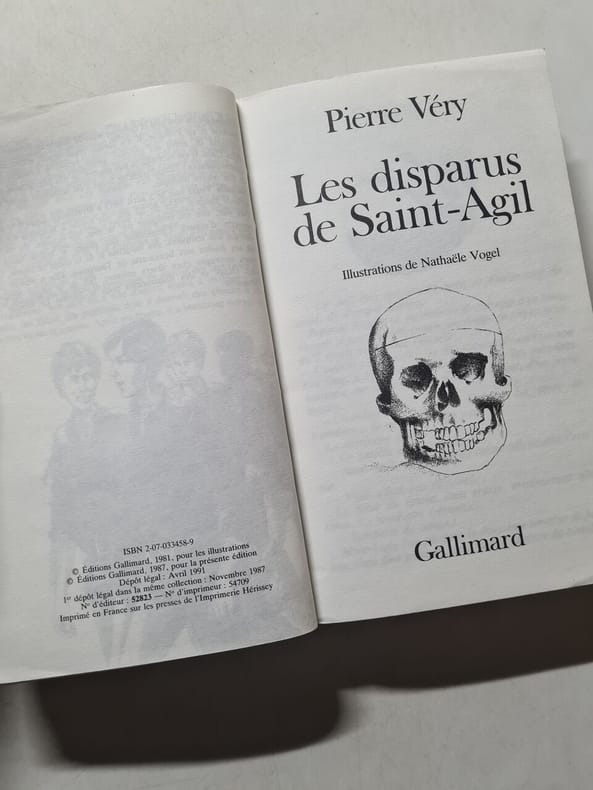 ISBN 2-07-033458-9
© Éditions Gallimard, 1981, pour les illustrations
© Éditions Gallimard, 1987, pour la présente édition
Dépôt légal : Avril 1991
1er dépôt légal dans la même collection : Novembre 1987
N° d'éditeur : 52823 — N° d'imprimeur : 54709
Imprimé en France sur les presses de l'Imprimerie Hérissey
Pierre Véry
Les disparus
de Saint-Agil
Illustrations de Nathaële Vogel
Gallimard